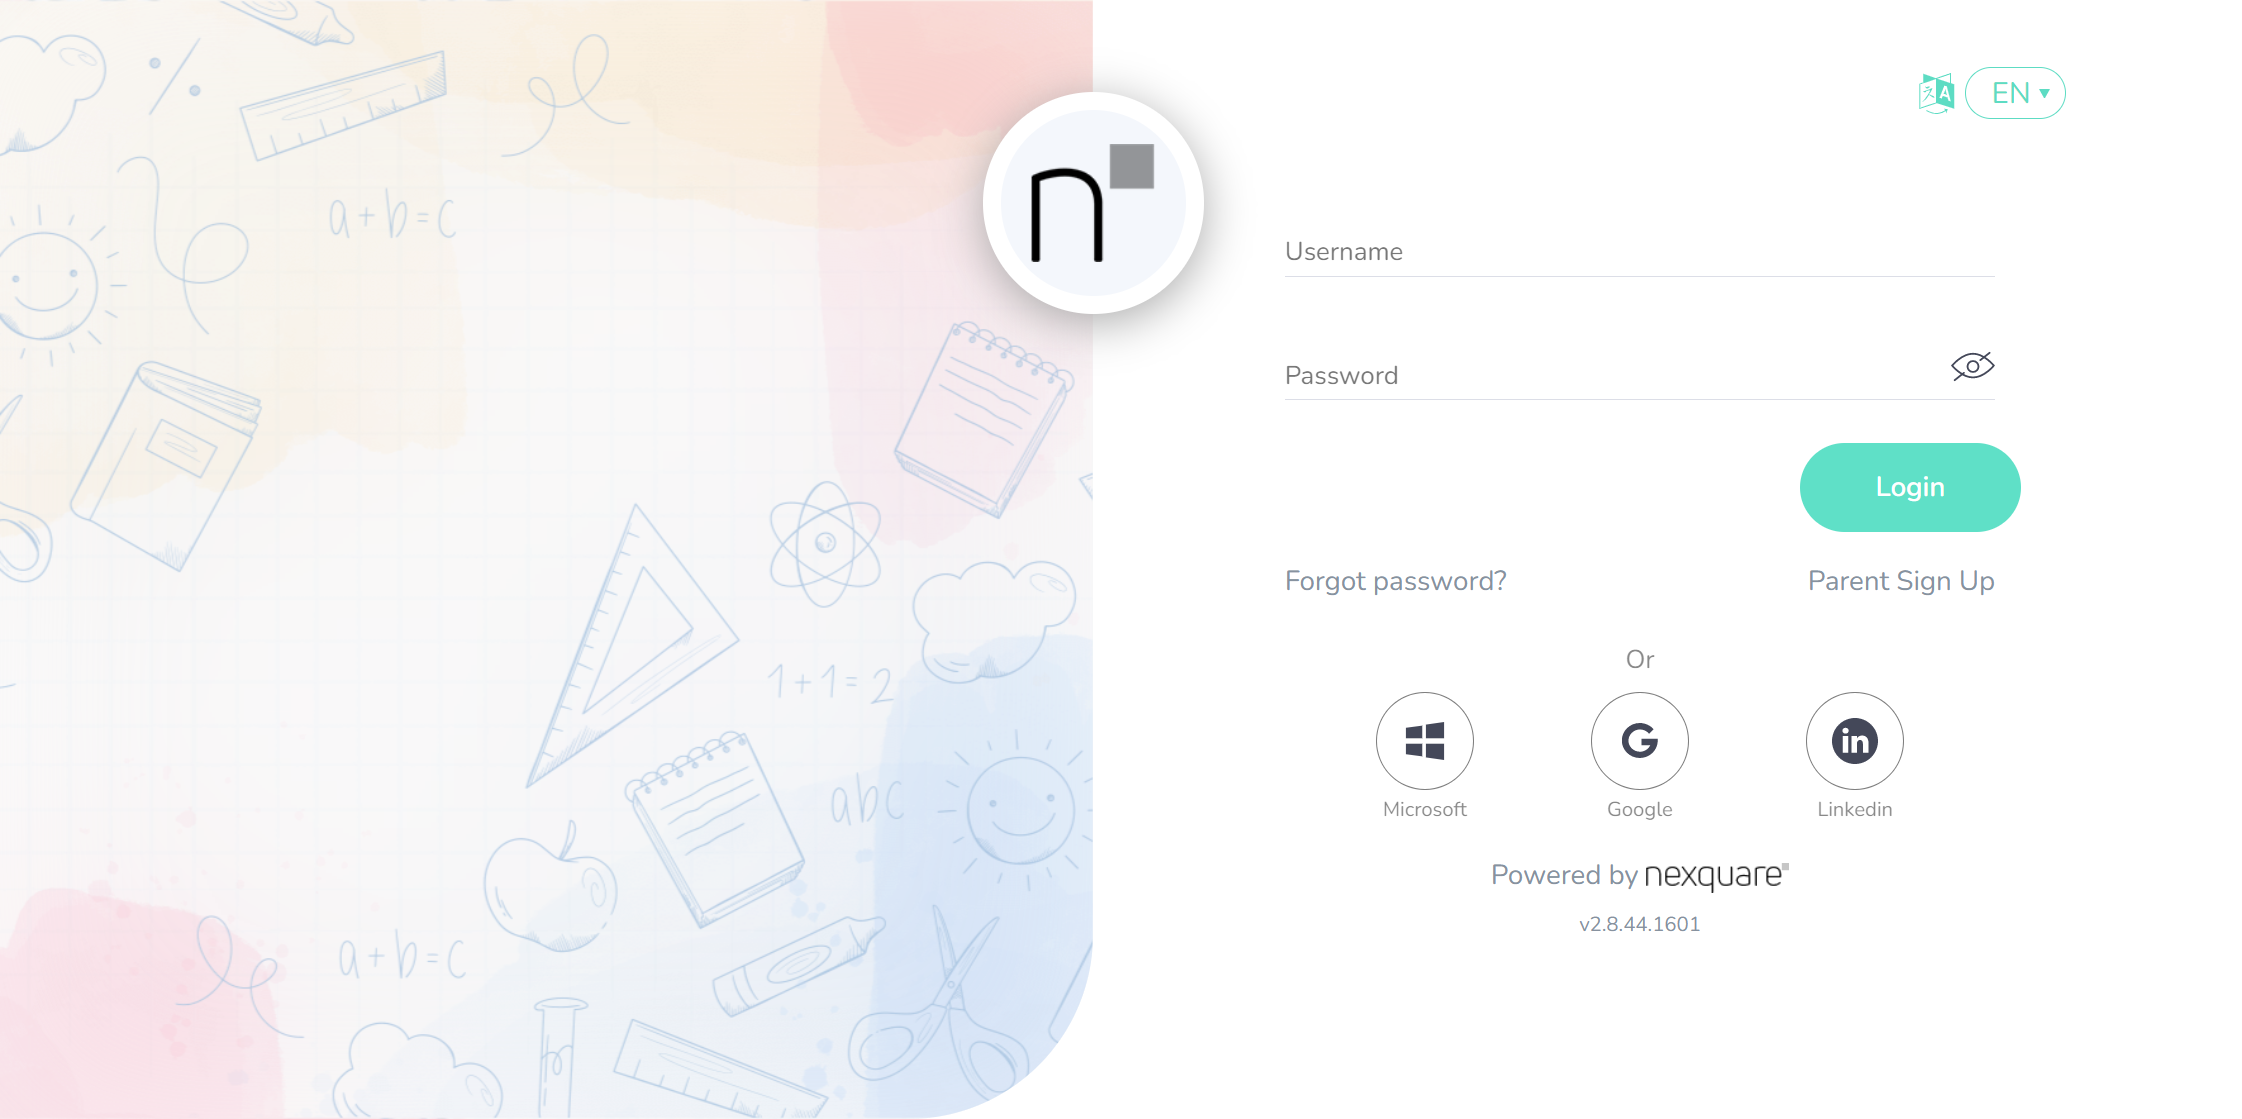 a+b=c
1+1=2
abc
a+b=c
n
EN
Username
Password
Login
Forgot password?
Parent Sign Up
Or
Microsoft
Google
Linkedin
Powered by nexquare
v2.8.44.1601